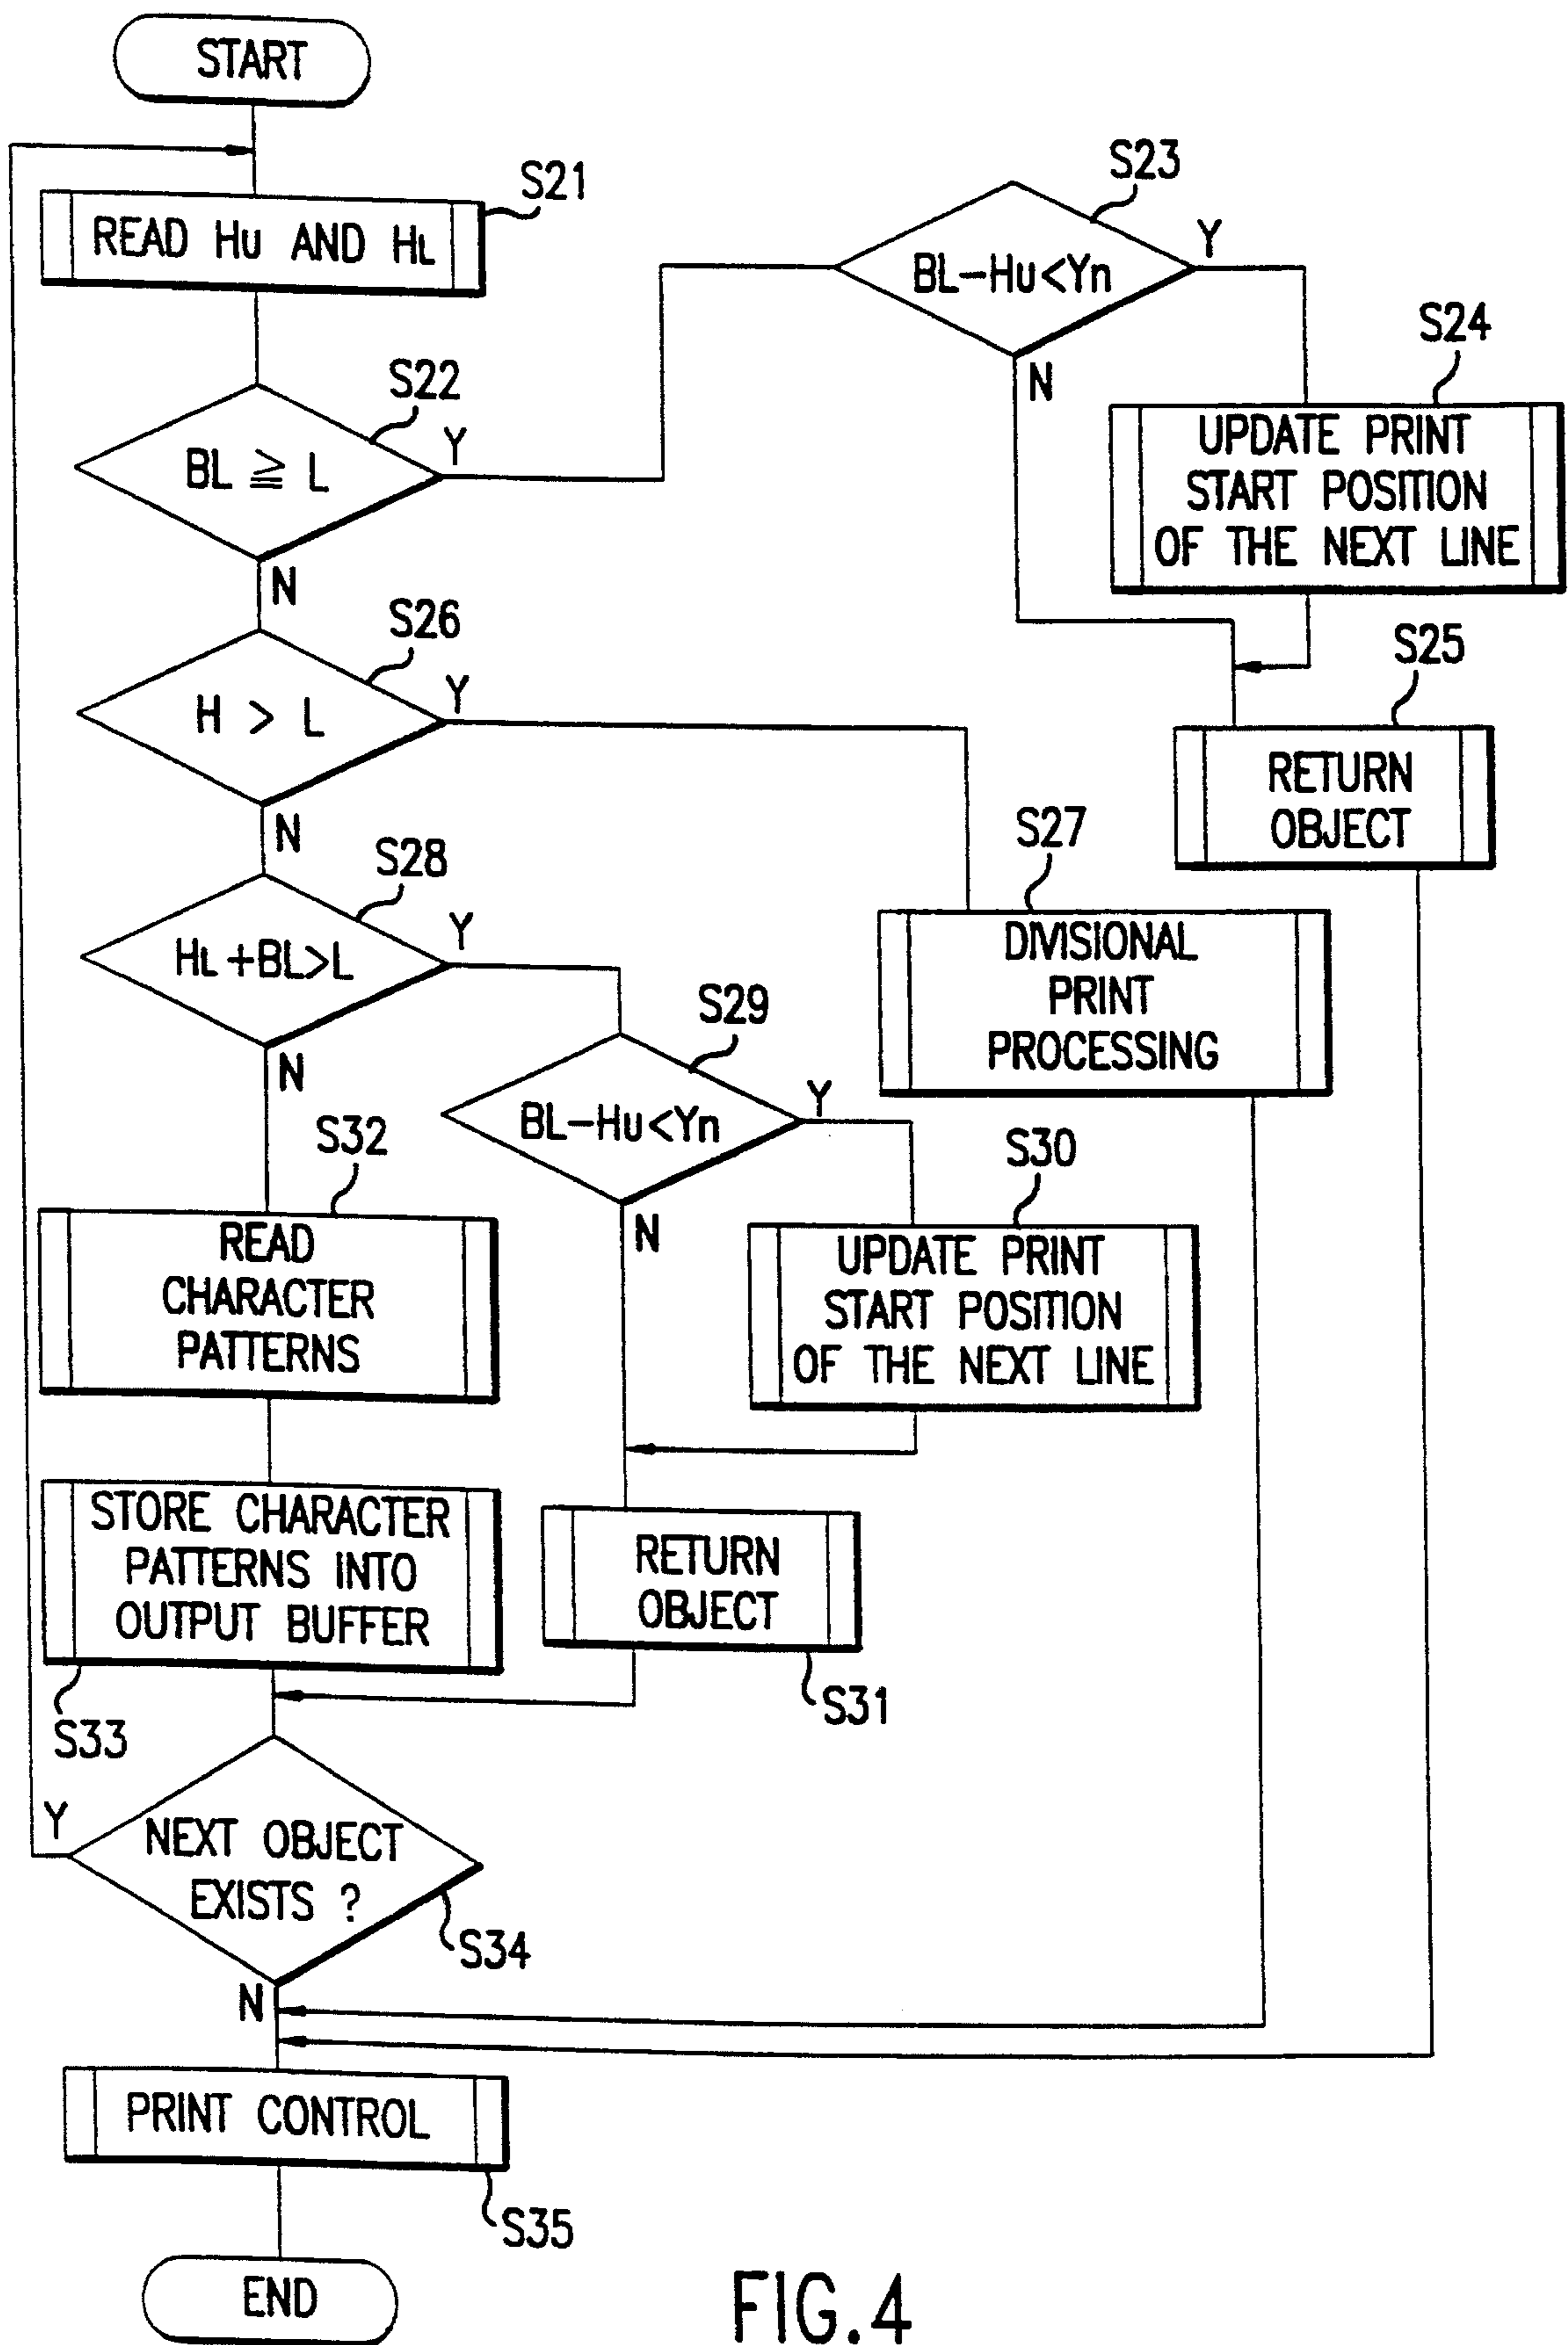 START
S21
READ Hu AND HL
S22
BL ≧ L
Y
N
S23
BL-Hu<Yn
Y
N
S24
UPDATE PRINT
START POSITION
OF THE NEXT LINE
S25
RETURN
OBJECT
S26
H > L
Y
N
S27
DIVISIONAL
PRINT
PROCESSING
S28
HL+BL>L
Y
N
S29
BL-Hu<Yn
Y
N
S30
UPDATE PRINT
START POSITION
OF THE NEXT LINE
S32
READ
CHARACTER
PATTERNS
STORE CHARACTER
PATTERNS INTO
OUTPUT BUFFER
S33
RETURN
OBJECT
S31
Y
NEXT OBJECT
EXISTS ?
S34
N
PRINT CONTROL
S35
END
FIG.4